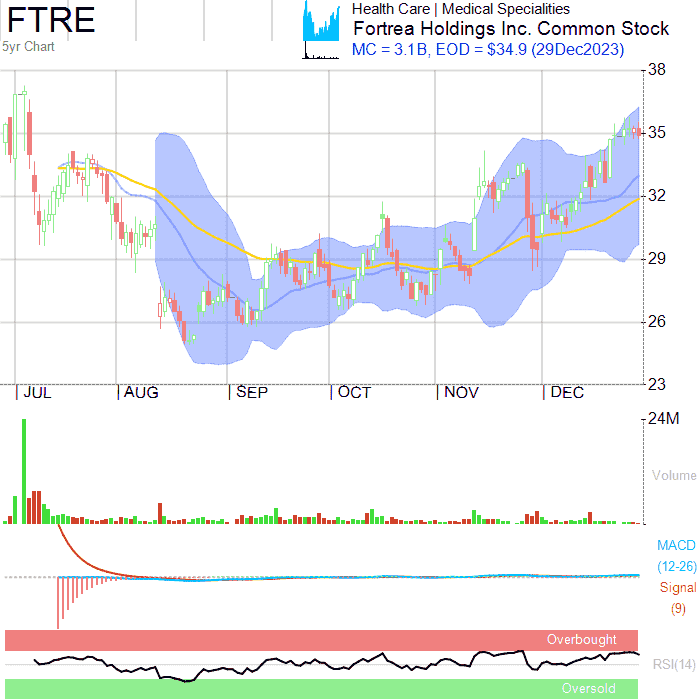 FTRE
5yr Chart
Health Care | Medical Specialities
Fortrea Holdings Inc. Common Stock
MC = 3.1B, EOD = $34.9 (29Dec2023)
38
35
32
29
26
23
JUL AUG SEP OCT NOV DEC
24M
Volume
MACD
(12-26)
Signal
(9)
Overbought
RSI(14)
Oversold